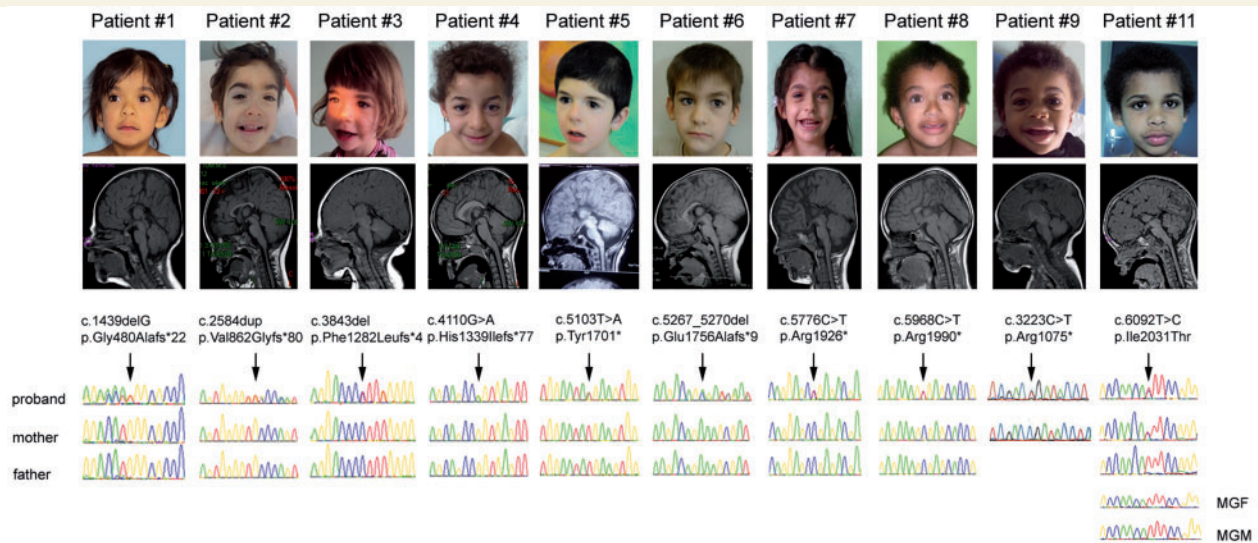 Patient #1 Patient #2 Patient #3 Patient #4 Patient #5 Patient #6 Patient #7 Patient #8 Patient #9 Patient #11
c.1439delG c.2584dup c.3843del c.4110G>A c.5103T>A c.5267_5270del c.5776C>T c.5968C>T c.3223C>T c.6092T>C
p.Gly480Alafs*22 p.Val862Glyfs*80 p.Phe1282Leufs*4 p.His1339Ilefs*77 p.Tyr1701* p.Glu1756Alafs*9 p.Arg1926* p.Arg1990* p.Arg1075* p.Ile2031Thr
proband
mother
father
MGF
MGM